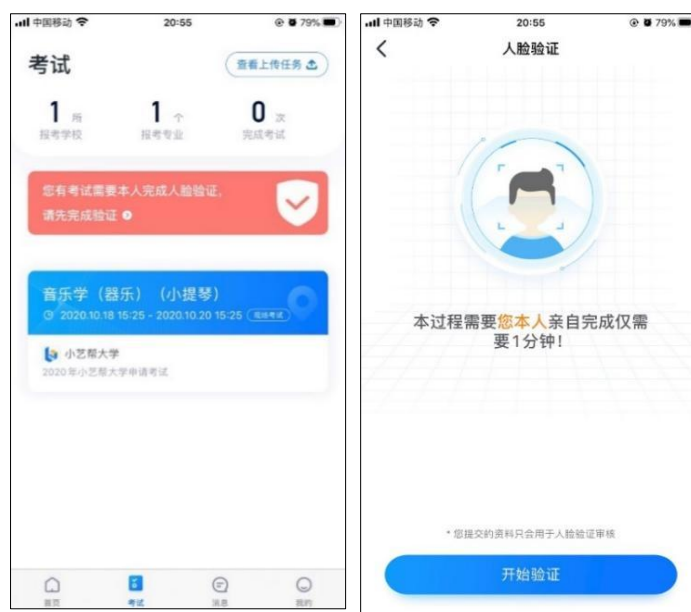 中国移动 20:55 79%
考试
查看上传任务
1 所 1 个 0 次
报考学校 报考专业 完成考试
您有考试需要本人完成人脸验证,
请先完成验证
音乐学（器乐）（小提琴）
2020.10.18 15:25 - 2020.10.20 15:25
小艺帮大学
2020年小艺帮大学申请考试
首页 考试 消息 我的
中国移动 20:55 79%
人脸验证
本过程需要您本人亲自完成仅需
要1分钟！
* 您提交的资料只会用于人脸验证审核
开始验证